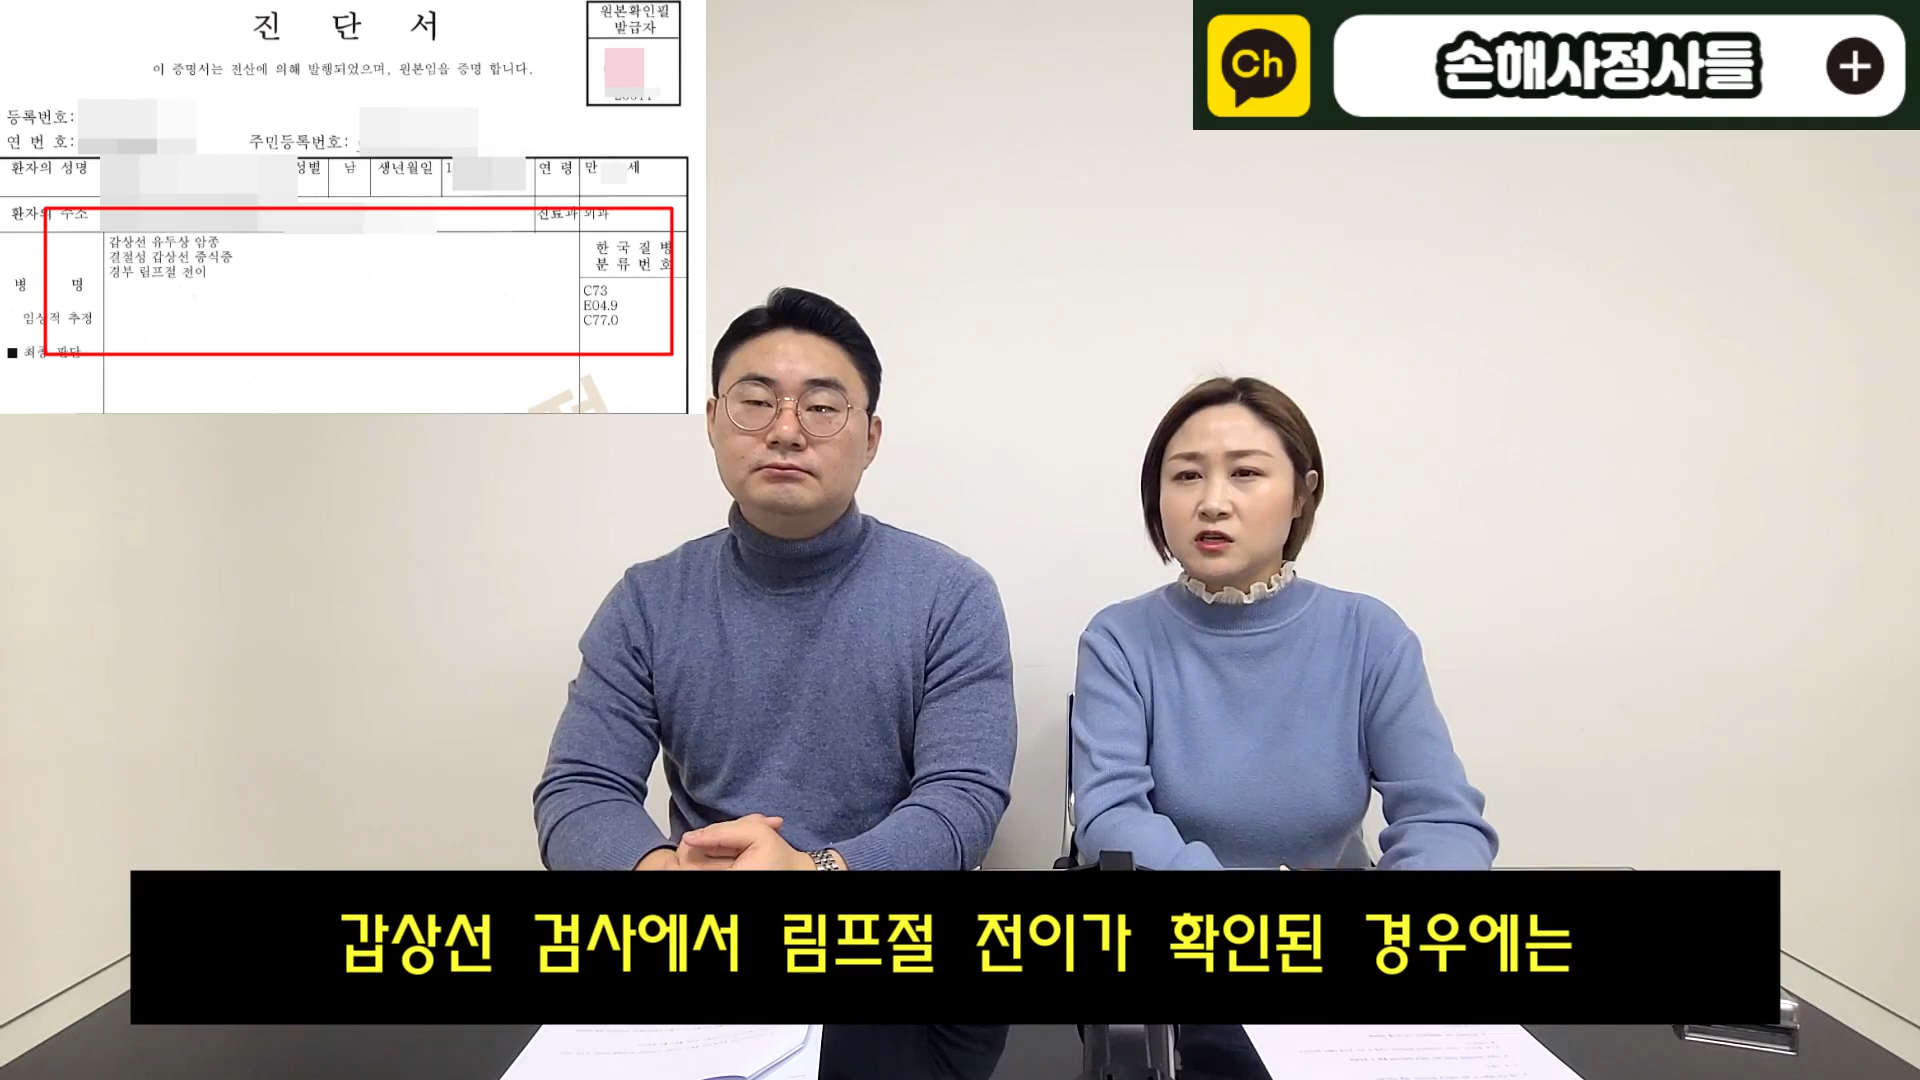 진 단 서
원본확인필
발급자
이 증명서는 전산에 의해 발행되었으며, 원본임을 증명 합니다.
등록번호:
연 번 호:
주민등록번호:
환자의 성명
성별 남 생년월일 1
연 령 만 세
환자의 주소
진료과 외과
병 명
임상적 추정
■ 최종 판단
갑상선 유두상 암종
결절성 갑상선 증식증
경부 림프절 전이
한 국 질 병
분 류 번 호
C73
E04.9
C77.0
Ch 손해사정사들 +
갑상선 검사에서 림프절 전이가 확인된 경우에는